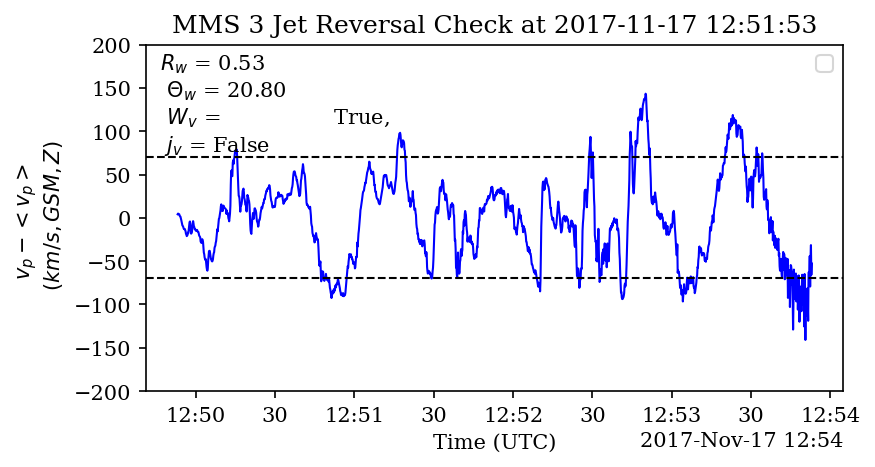 MMS 3 Jet Reversal Check at 2017-11-17 12:51:53
R_w = 0.53
Θ_w = 20.80
W_v = True,
j_v = False
200
150
100
50
0
−50
−100
−150
−200
v_p − < v_p >
(km/s, GSM, Z)
12:50 30 12:51 30 12:52 30 12:53 30 12:54
Time (UTC)
2017-Nov-17 12:54